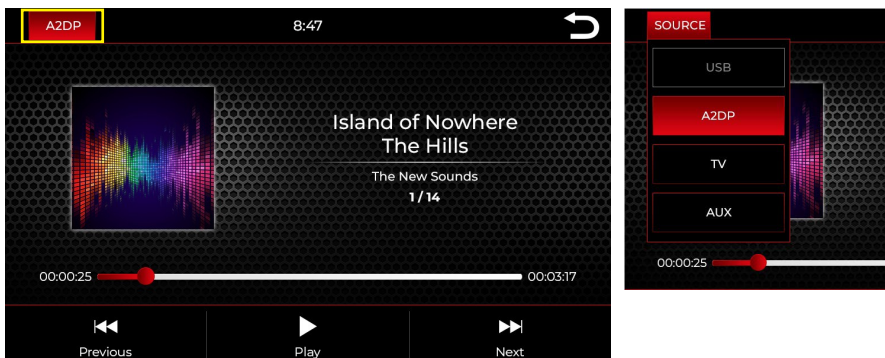 A2DP
8:47
Island of Nowhere
The Hills
The New Sounds
1 / 14
00:00:25
00:03:17
Previous
Play
Next
SOURCE
USB
A2DP
TV
AUX
00:00:25